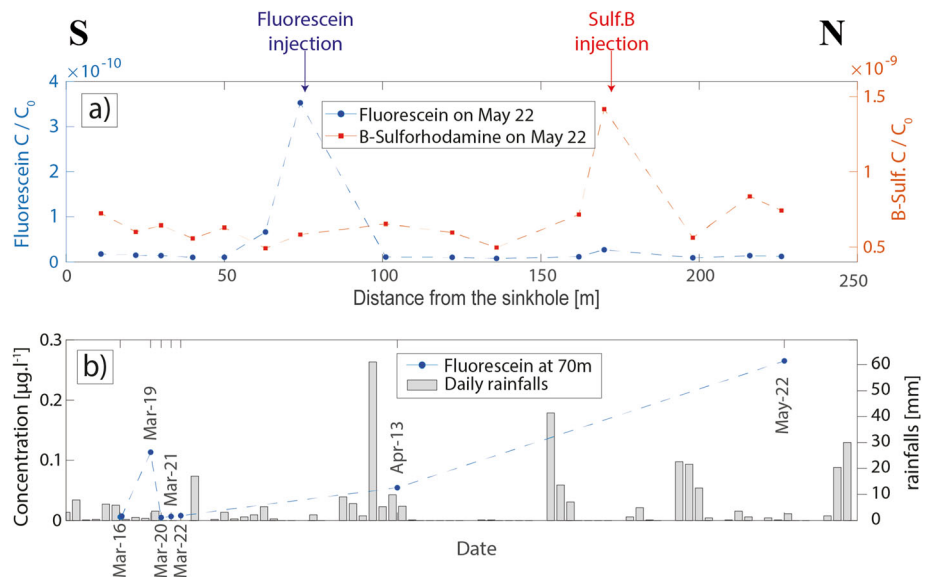 S
Fluorescein
injection
Sulf.B
injection
N
×10⁻¹⁰
×10⁻⁹
4
3
2
1
0
Fluorescein C / C₀
a)
Fluorescein on May 22
B-Sulforhodamine on May 22
1.5
1
0.5
B-Sulf. C / C₀
0
50
100
150
200
250
Distance from the sinkhole [m]
0.3
0.2
0.1
0
Concentration [µg.l⁻¹]
b)
Fluorescein at 70m
Daily rainfalls
60
50
40
30
20
10
0
rainfalls [mm]
Mar-16
Mar-19
Mar-20
Mar-21
Mar-22
Apr-13
May-22
Date